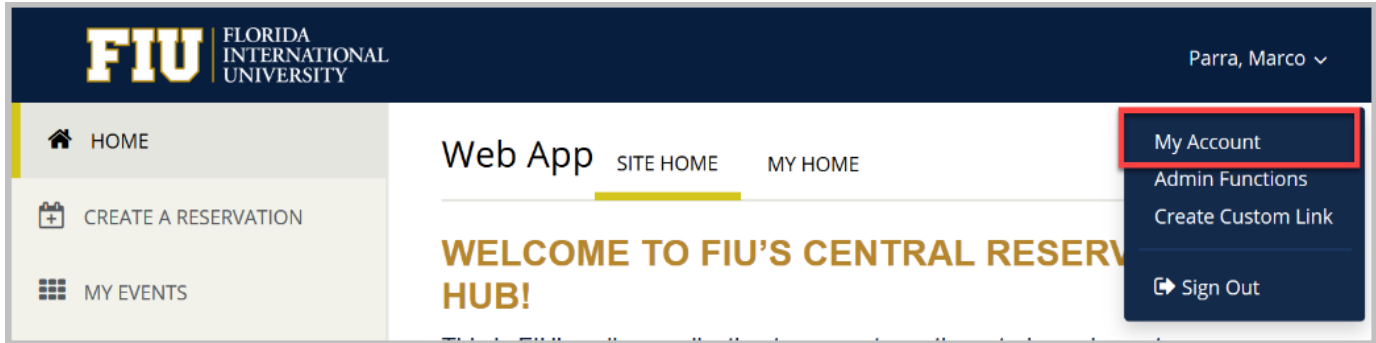 FIU
FLORIDA
INTERNATIONAL
UNIVERSITY
Parra, Marco
HOME
CREATE A RESERVATION
MY EVENTS
Web App SITE HOME MY HOME
WELCOME TO FIU'S CENTRAL RESERV
HUB!
My Account
Admin Functions
Create Custom Link
Sign Out